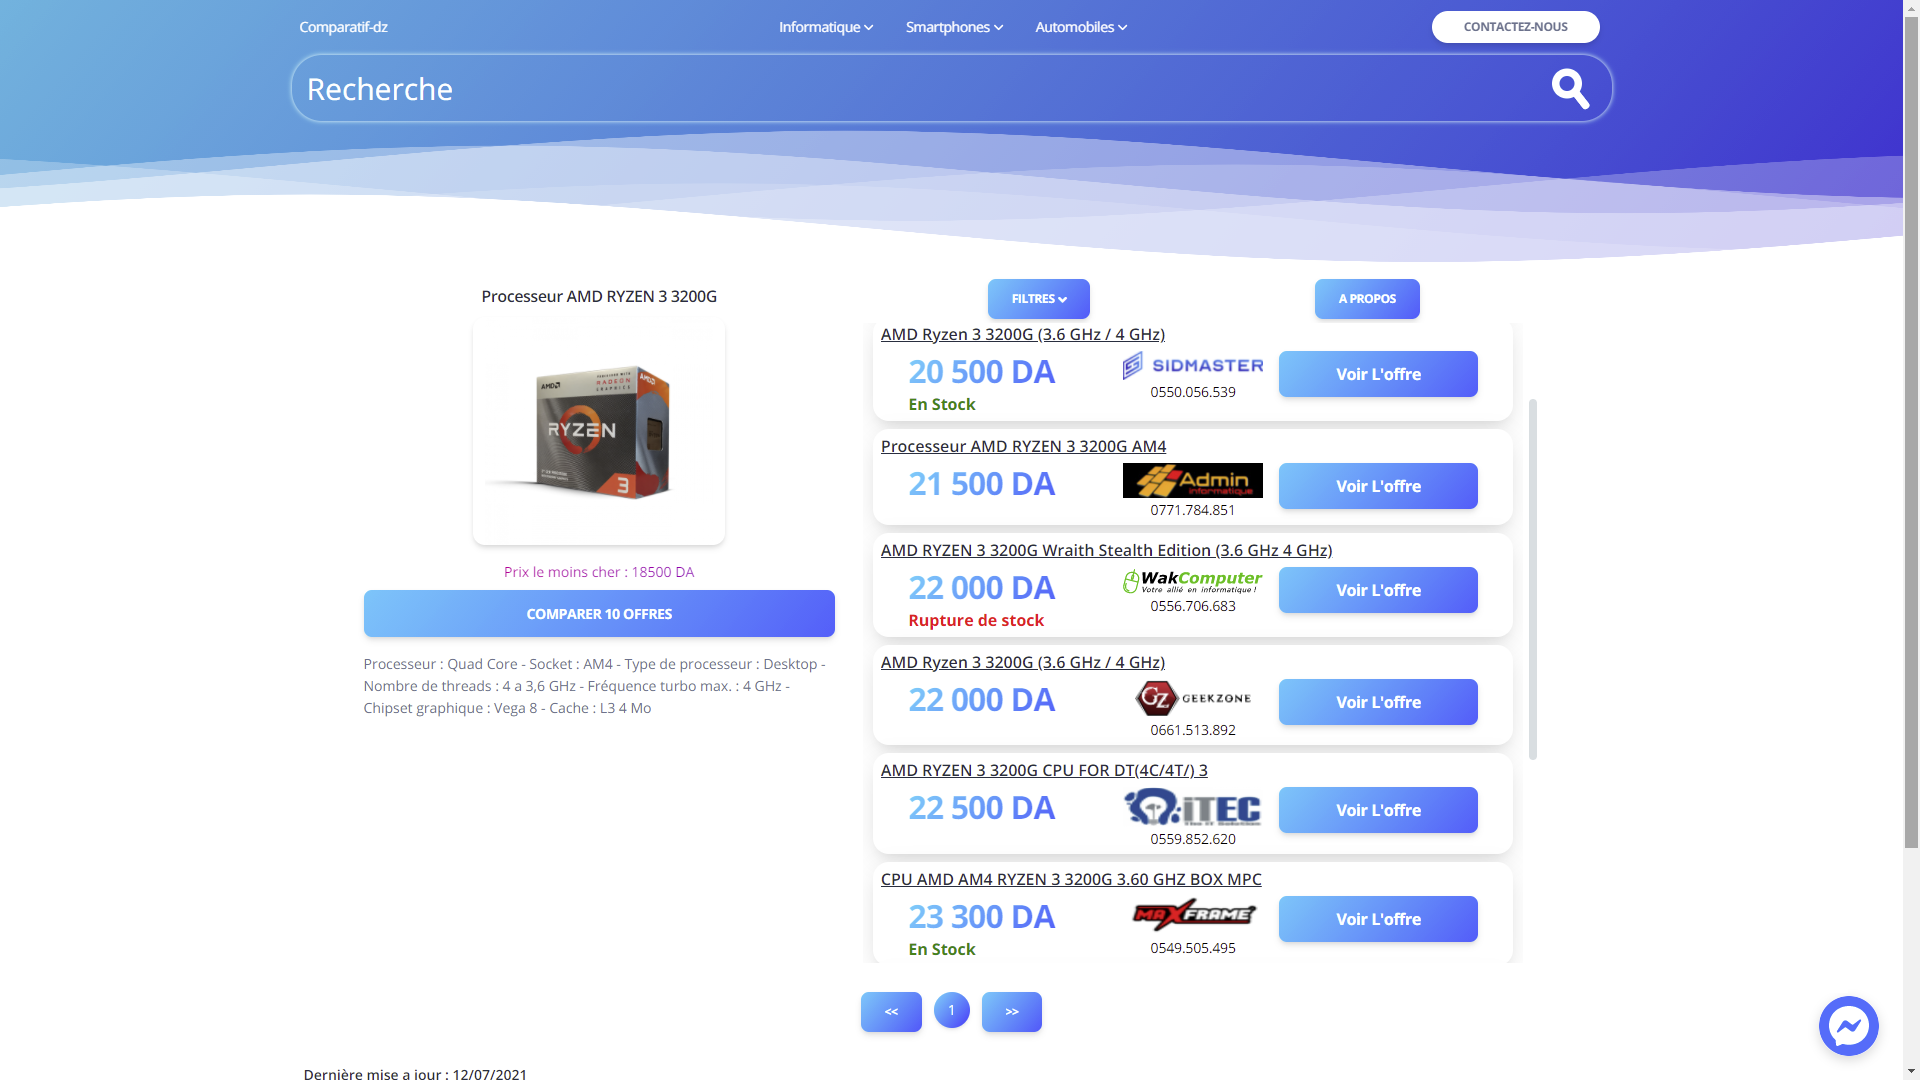 Comparatif-dz
Informatique
Smartphones
Automobiles
CONTACTEZ-NOUS
Recherche
Processeur AMD RYZEN 3 3200G
AMD
RADEON
GRAPHICS
AMD
RYZEN
3
Prix le moins cher : 18500 DA
COMPARER 10 OFFRES
Processeur : Quad Core - Socket : AM4 - Type de processeur : Desktop -
Nombre de threads : 4 a 3,6 GHz - Fréquence turbo max. : 4 GHz -
Chipset graphique : Vega 8 - Cache : L3 4 Mo
FILTRES
A PROPOS
AMD Ryzen 3 3200G (3.6 GHz / 4 GHz)
20 500 DA
En Stock
SIDMASTER
0550.056.539
Voir L'offre
Processeur AMD RYZEN 3 3200G AM4
21 500 DA
Admin
informatique
0771.784.851
Voir L'offre
AMD RYZEN 3 3200G Wraith Stealth Edition (3.6 GHz 4 GHz)
22 000 DA
Rupture de stock
WakComputer
Votre allié en informatique !
0556.706.683
Voir L'offre
AMD Ryzen 3 3200G (3.6 GHz / 4 GHz)
22 000 DA
GZ GEEKZONE
0661.513.892
Voir L'offre
AMD RYZEN 3 3200G CPU FOR DT(4C/4T/) 3
22 500 DA
iTEC
The IT Solution
0559.852.620
Voir L'offre
CPU AMD AM4 RYZEN 3 3200G 3.60 GHZ BOX MPC
23 300 DA
En Stock
MAXFRAME
0549.505.495
Voir L'offre
<<
1
>>
Dernière mise a jour : 12/07/2021